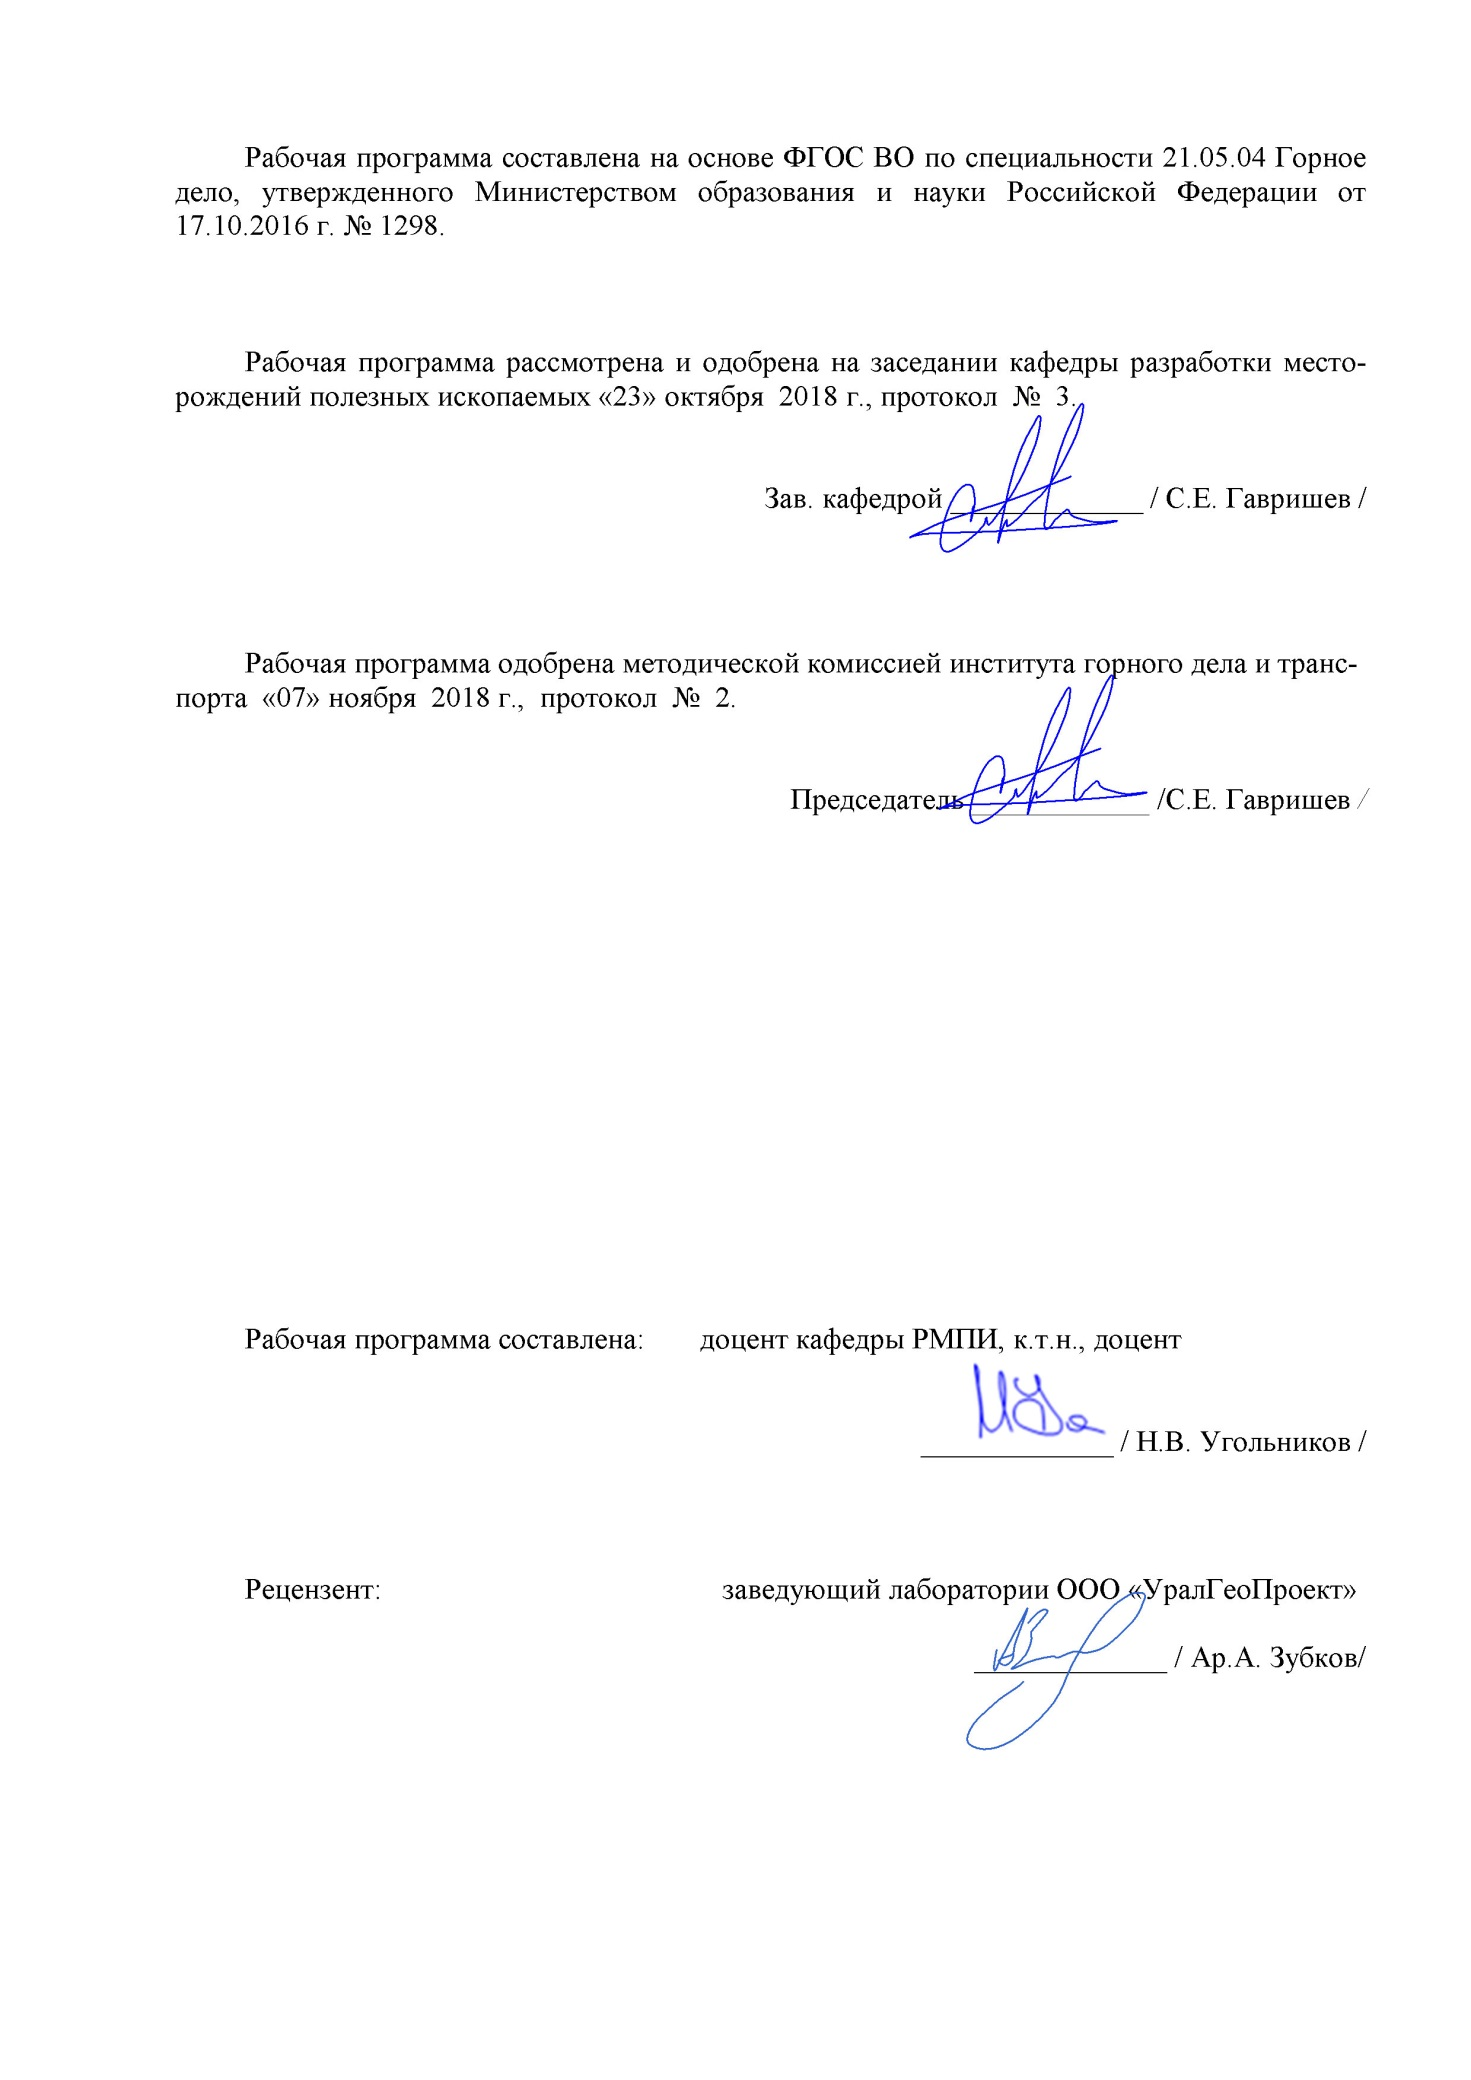 Рабочая программа составлена на основе ФГОС ВО по специальности 21.05.04 Горное
дело, утвержденного Министерством образования и науки Российской Федерации от
17.10.2016 г. № 1298.
Рабочая программа рассмотрена и одобрена на заседании кафедры разработки место-
рождений полезных ископаемых «23» октября 2018 г., протокол № 3.
Зав. кафедрой ______________ / С.Е. Гавришев /
Рабочая программа одобрена методической комиссией института горного дела и транс-
порта «07» ноября 2018 г., протокол № 2.
Председатель ______________ /С.Е. Гавришев /
Рабочая программа составлена: доцент кафедры РМПИ, к.т.н., доцент
______________ / Н.В. Угольников /
Рецензент: заведующий лаборатории ООО «УралГеоПроект»
______________ / Ар.А. Зубков/